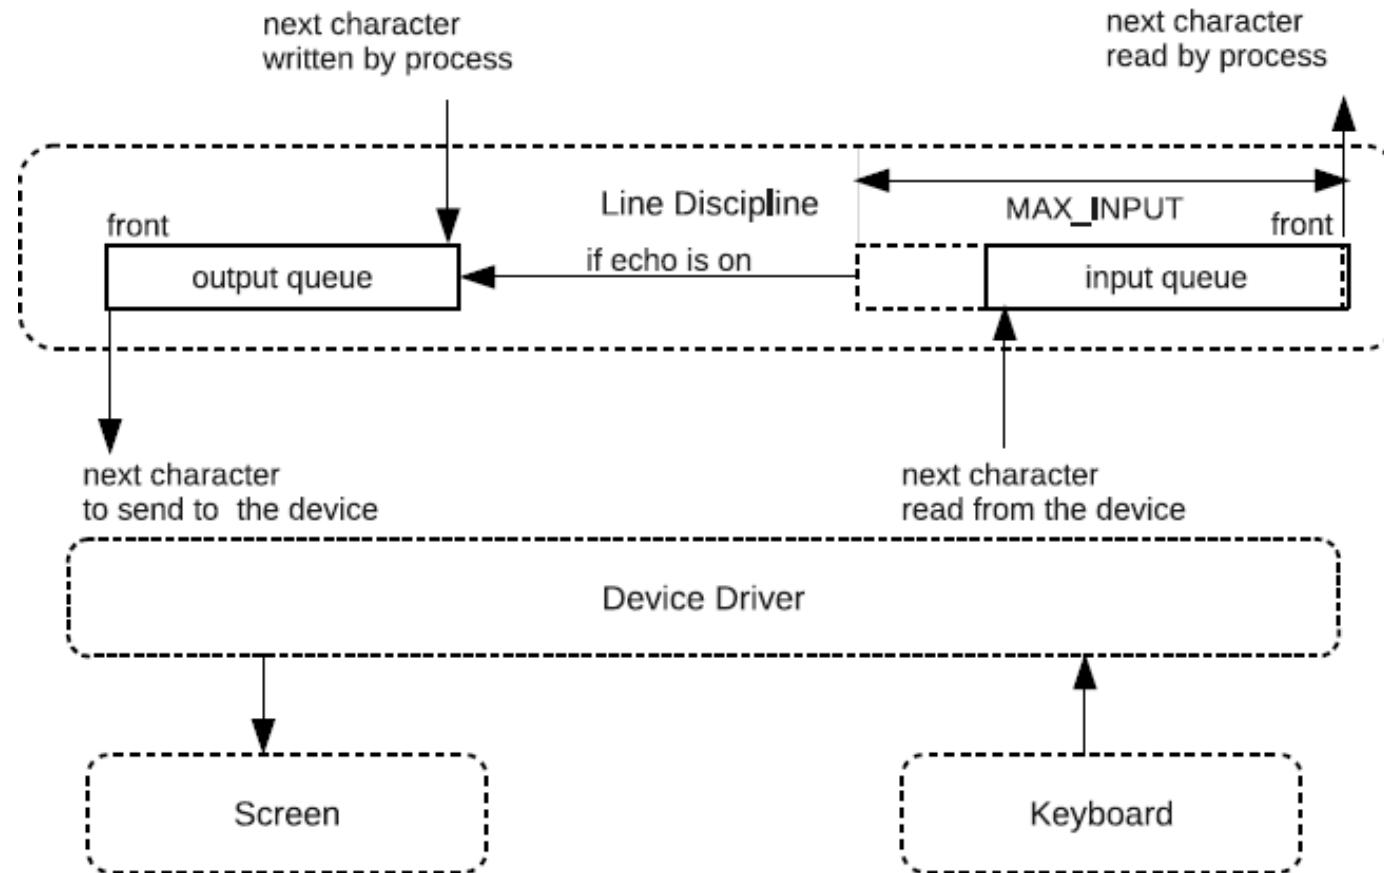 next character
written by process
next character
read by process
Line Discipline
MAX_INPUT
front
front
output queue
if echo is on
input queue
next character
to send to the device
next character
read from the device
Device Driver
Screen
Keyboard